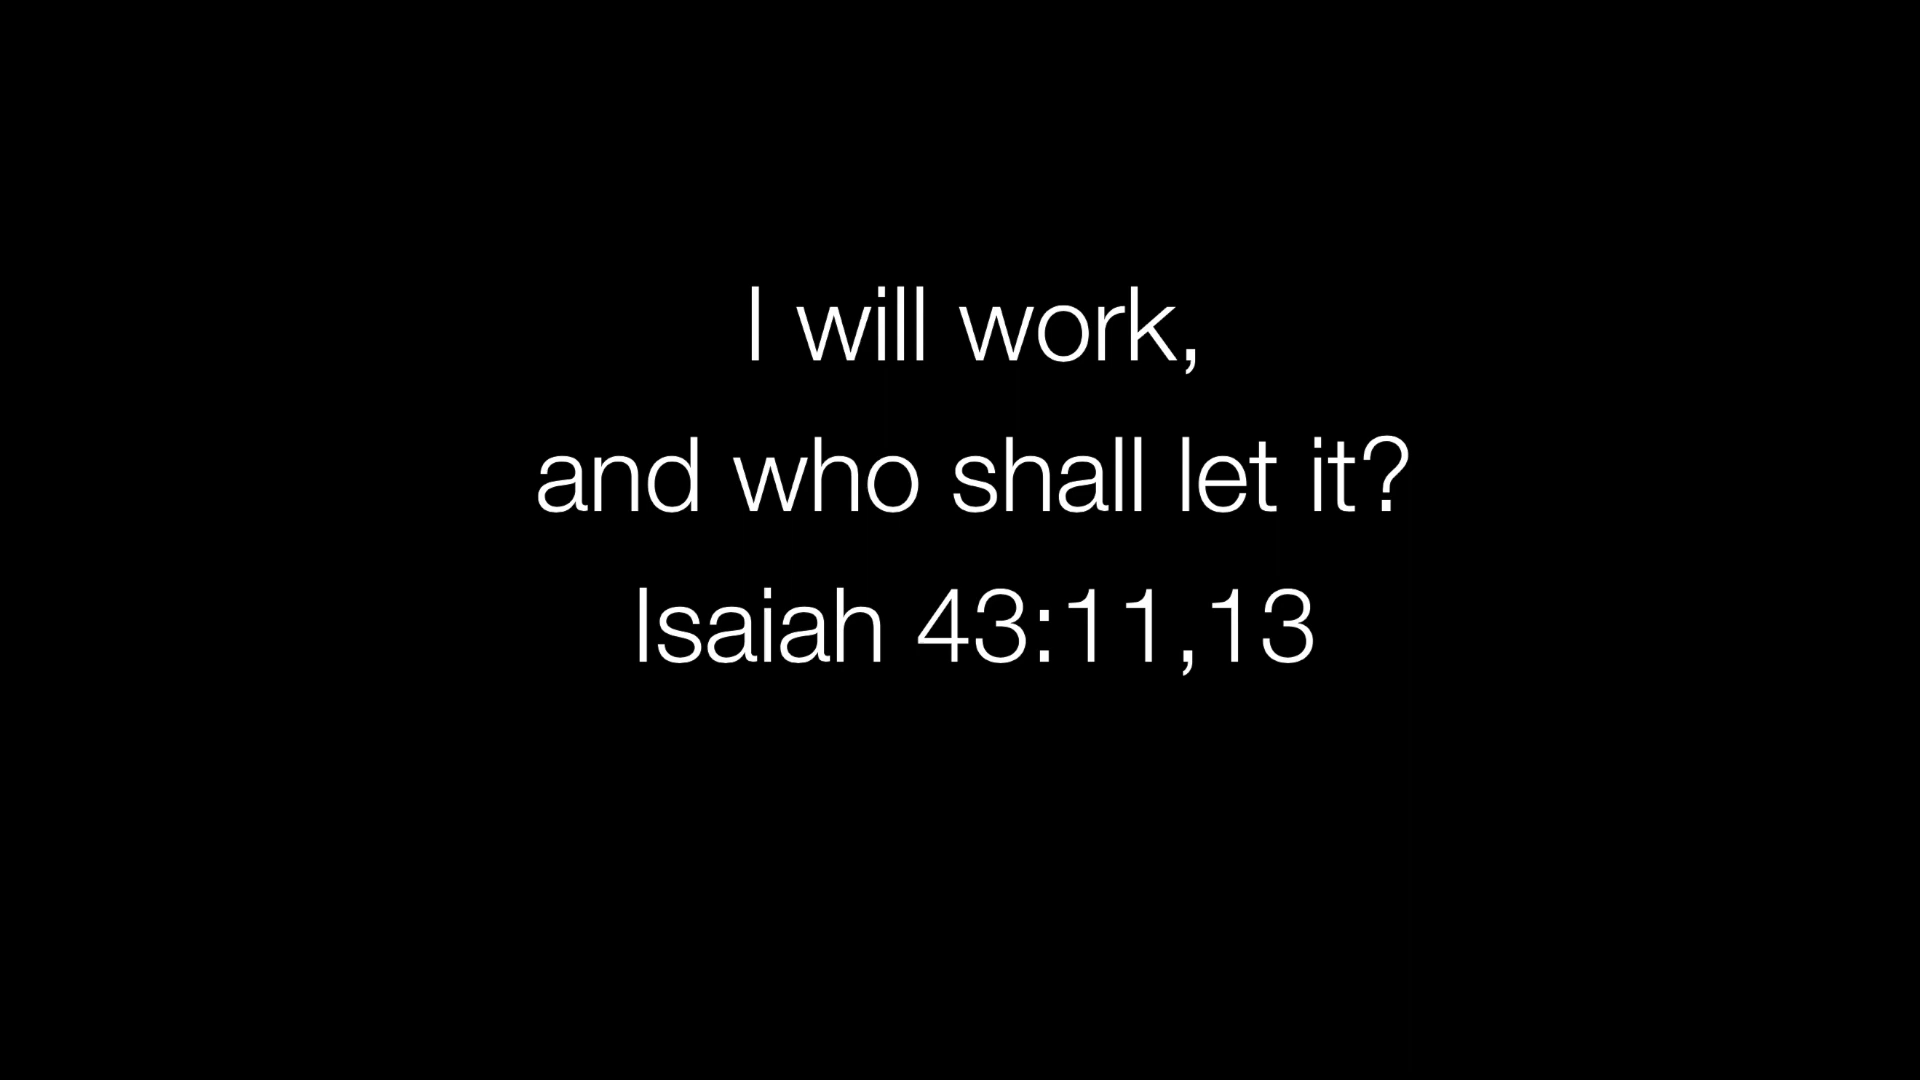 I will work,
and who shall let it?
Isaiah 43:11,13